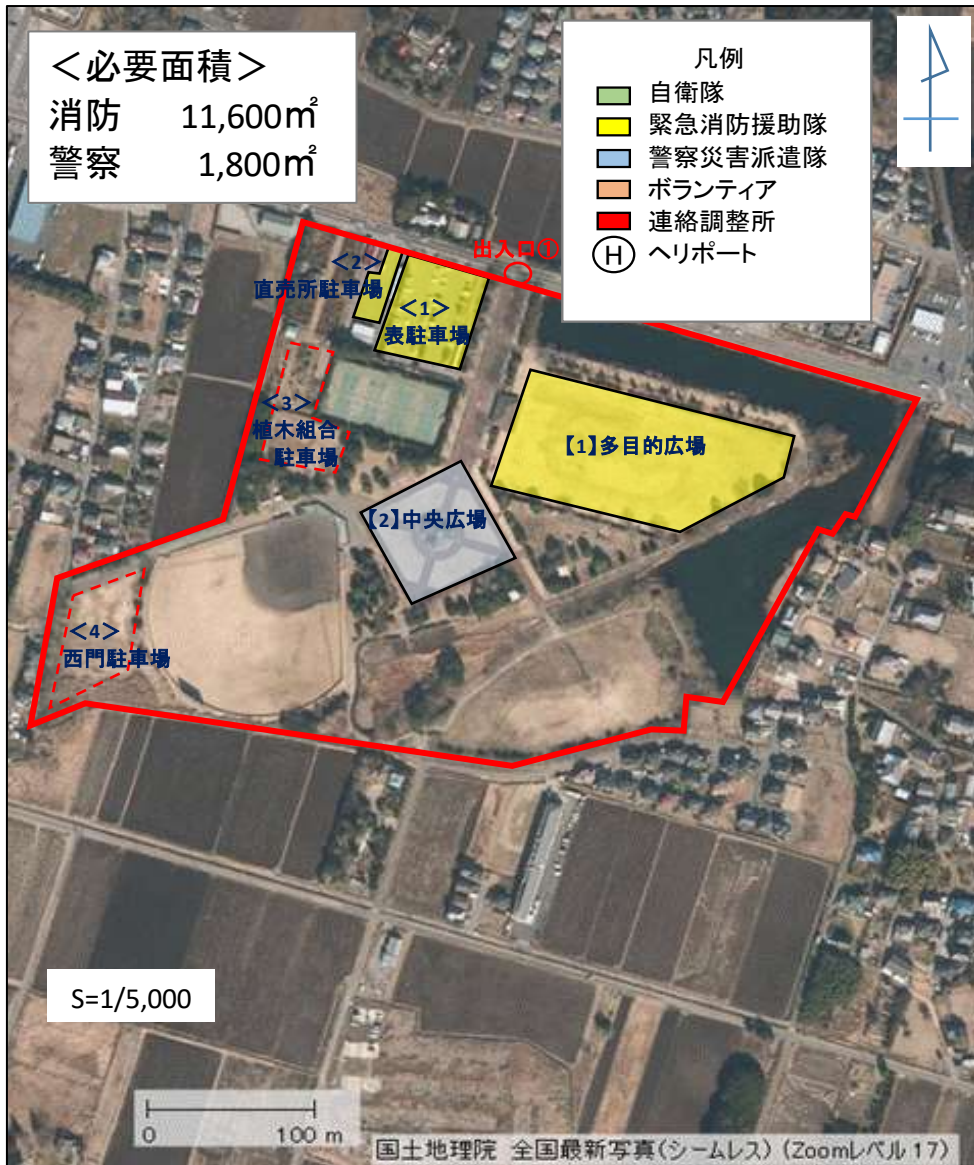 ＜必要面積＞
消防 11,600㎡
警察 1,800㎡
凡例
自衛隊
緊急消防援助隊
警察災害派遣隊
ボランティア
連絡調整所
Ⓗ ヘリポート
出入口①
＜2＞
直売所駐車場
＜1＞
表駐車場
＜3＞
植木組合
駐車場
【1】多目的広場
【2】中央広場
＜4＞
西門駐車場
S=1/5,000
0 100 m
国土地理院 全国最新写真(シームレス) (Zoomレベル 17)